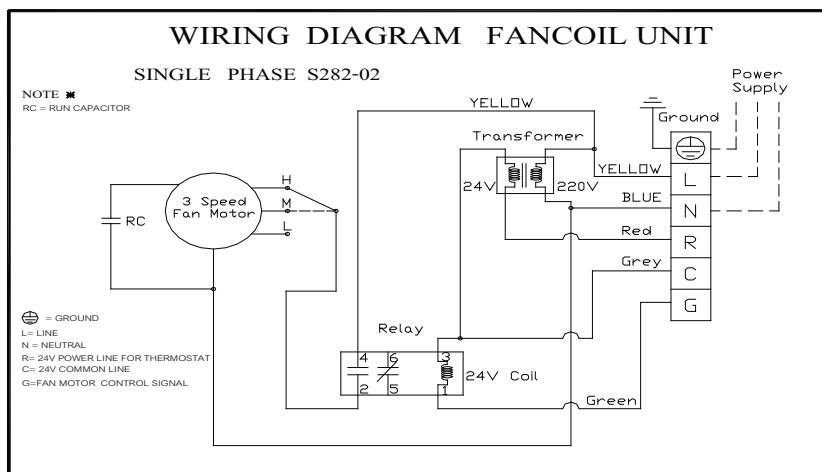 WIRING DIAGRAM FANCOIL UNIT
SINGLE PHASE S282-02
NOTE ✱
RC = RUN CAPACITOR
Power
Supply
YELLOW
Ground
Transformer
24V
220V
YELLOW
L
BLUE
N
Red
R
Grey
C
G
3 Speed
Fan Motor
H
M
L
RC
= GROUND
L= LINE
N = NEUTRAL
R= 24V POWER LINE FOR THERMOSTAT
C= 24V COMMON LINE
G=FAN MOTOR CONTROL SIGNAL
Relay
4 6 3
24V Coil
2 5 1
Green